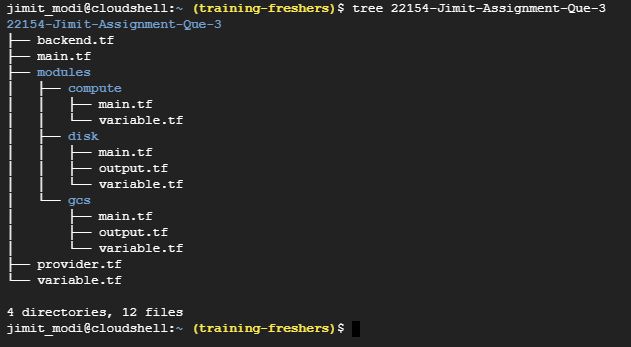 jimit_modi@cloudshell:~ (training-freshers)$ tree 22154-Jimit-Assignment-Que-3
22154-Jimit-Assignment-Que-3
├── backend.tf
├── main.tf
├── modules
│   ├── compute
│   │   ├── main.tf
│   │   └── variable.tf
│   ├── disk
│   │   ├── main.tf
│   │   ├── output.tf
│   │   └── variable.tf
│   └── gcs
│       ├── main.tf
│       ├── output.tf
│       └── variable.tf
├── provider.tf
└── variable.tf
4 directories, 12 files
jimit_modi@cloudshell:~ (training-freshers)$